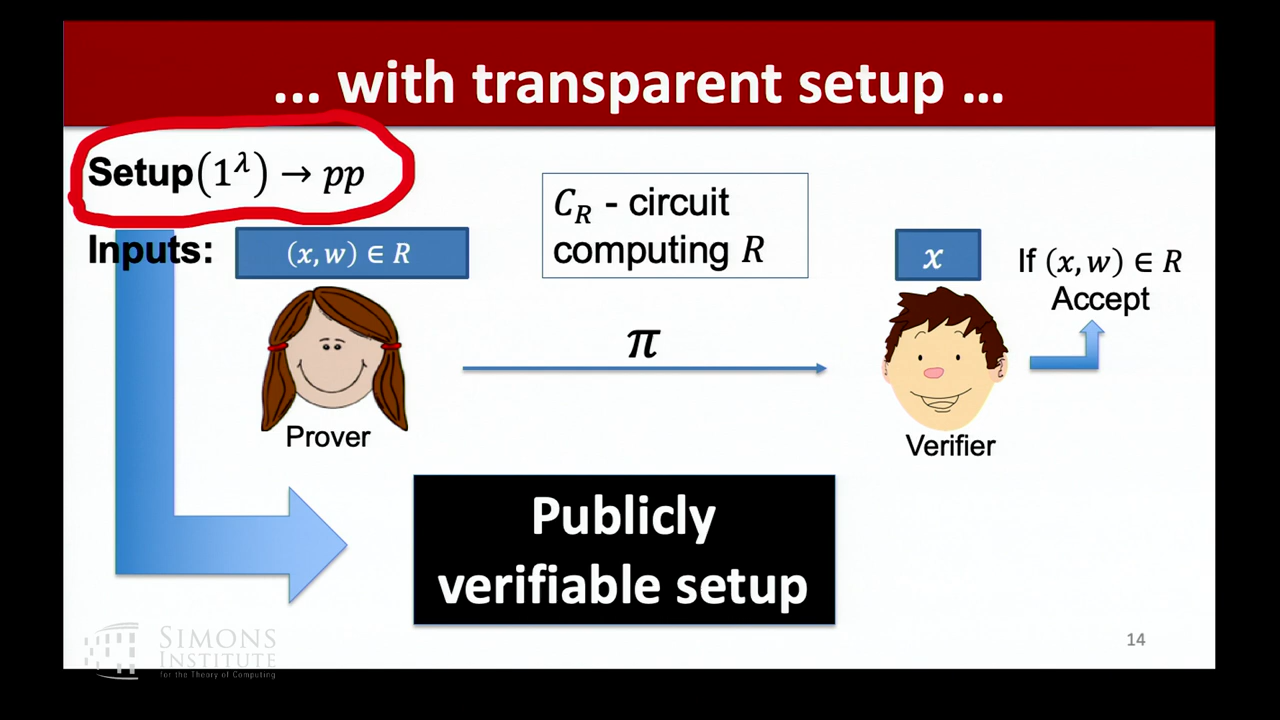 ... with transparent setup ...
Setup(1^λ) → pp
C_R - circuit
computing R
Inputs:
(x, w) ∈ R
x
If (x, w) ∈ R
Accept
π
Prover
Verifier
Publicly
verifiable setup
14
SIMONS
INSTITUTE
for the Theory of Computing